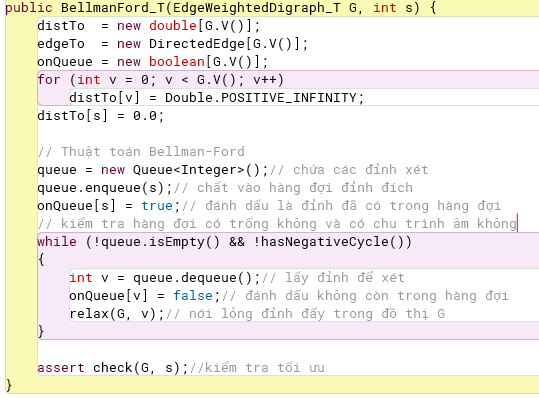 public BellmanFord_T(EdgeWeightedDigraph_T G, int s) {
distTo = new double[G.V()];
edgeTo = new DirectedEdge[G.V()];
onQueue = new boolean[G.V()];
for (int v = 0; v < G.V(); v++)
distTo[v] = Double.POSITIVE_INFINITY;
distTo[s] = 0.0;
// Thuật toán Bellman-Ford
queue = new Queue<Integer>();// chứa các đỉnh xét
queue.enqueue(s);// chất vào hàng đợi đỉnh đích
onQueue[s] = true;// đánh dấu là đỉnh đã có trong hàng đợi
// kiểm tra hàng đợi có trống không và có chu trình âm không
while (!queue.isEmpty() && !hasNegativeCycle())
{
int v = queue.dequeue();// lấy đỉnh để xét
onQueue[v] = false;// đánh dấu không còn trong hàng đợi
relax(G, v);// nới lỏng đỉnh đấy trong đồ thị G
}
assert check(G, s);//kiểm tra tối ưu
}